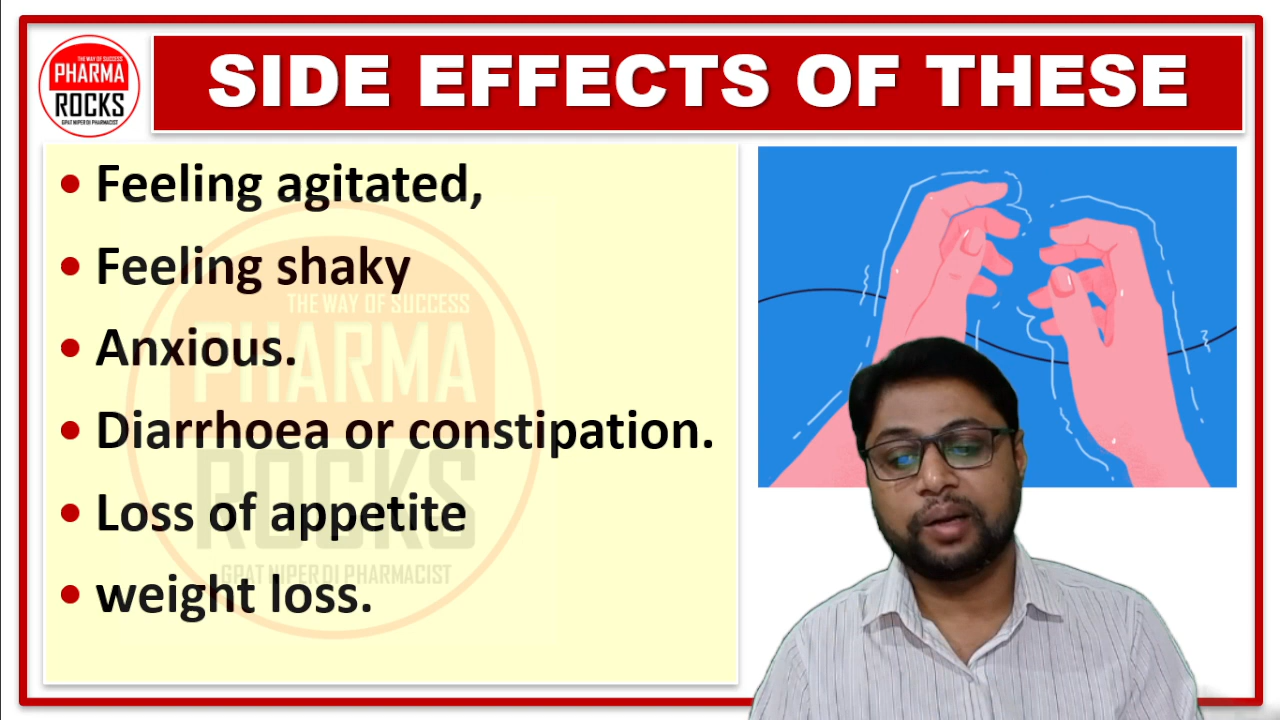 THE WAY OF SUCCESS
PHARMA
ROCKS
GPAT NIPER DI PHARMACIST
SIDE EFFECTS OF THESE
• Feeling agitated,
• Feeling shaky
• Anxious.
• Diarrhoea or constipation.
• Loss of appetite
• weight loss.
THE WAY OF SUCCESS
PHARMA
ROCKS
GPAT NIPER DI PHARMACIST